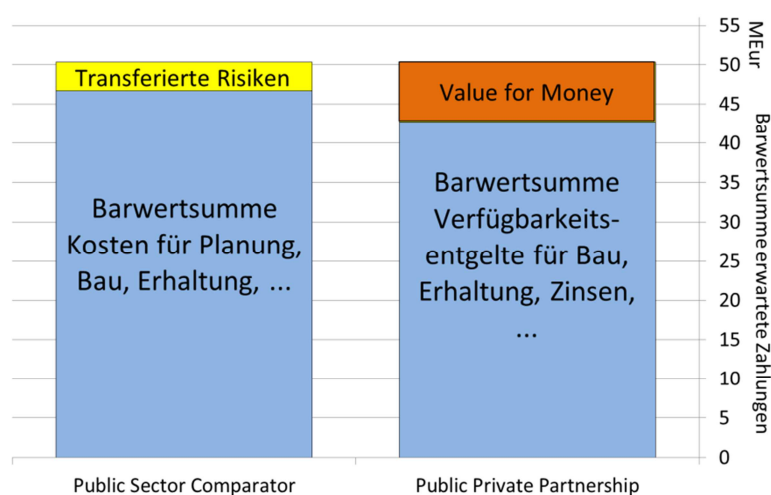 Transferierte Risiken
Barwertsumme
Kosten für Planung,
Bau, Erhaltung, ...
Value for Money
Barwertsumme
Verfügbarkeits-
entgelte für Bau,
Erhaltung, Zinsen,
...
55
50
45
40
35
30
25
20
15
10
5
0
MEur
Barwertsummeerwartete Zahlungen
Public Sector Comparator
Public Private Partnership